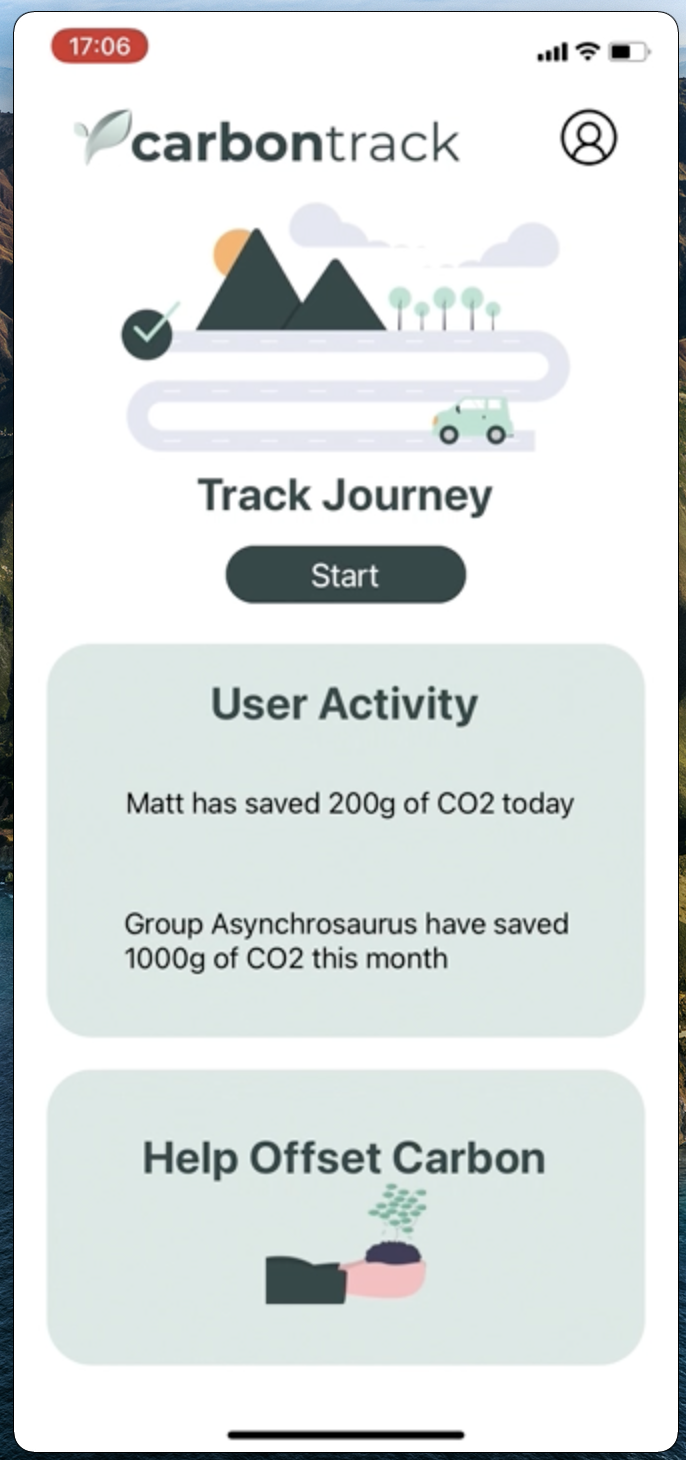 17:06
carbontrack
Track Journey
Start
User Activity
Matt has saved 200g of CO2 today
Group Asynchrosaurus have saved
1000g of CO2 this month
Help Offset Carbon